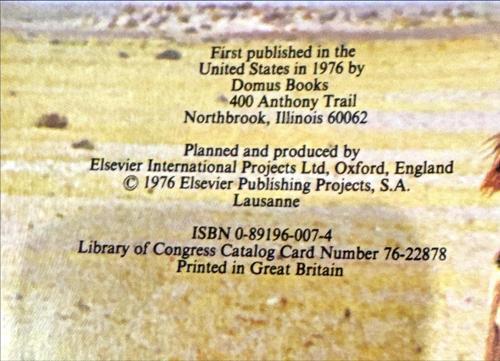 First published in the
United States in 1976 by
Domus Books
400 Anthony Trail
Northbrook, Illinois 60062
Planned and produced by
Elsevier International Projects Ltd, Oxford, England
© 1976 Elsevier Publishing Projects, S.A.
Lausanne
ISBN 0-89196-007-4
Library of Congress Catalog Card Number 76-22878
Printed in Great Britain